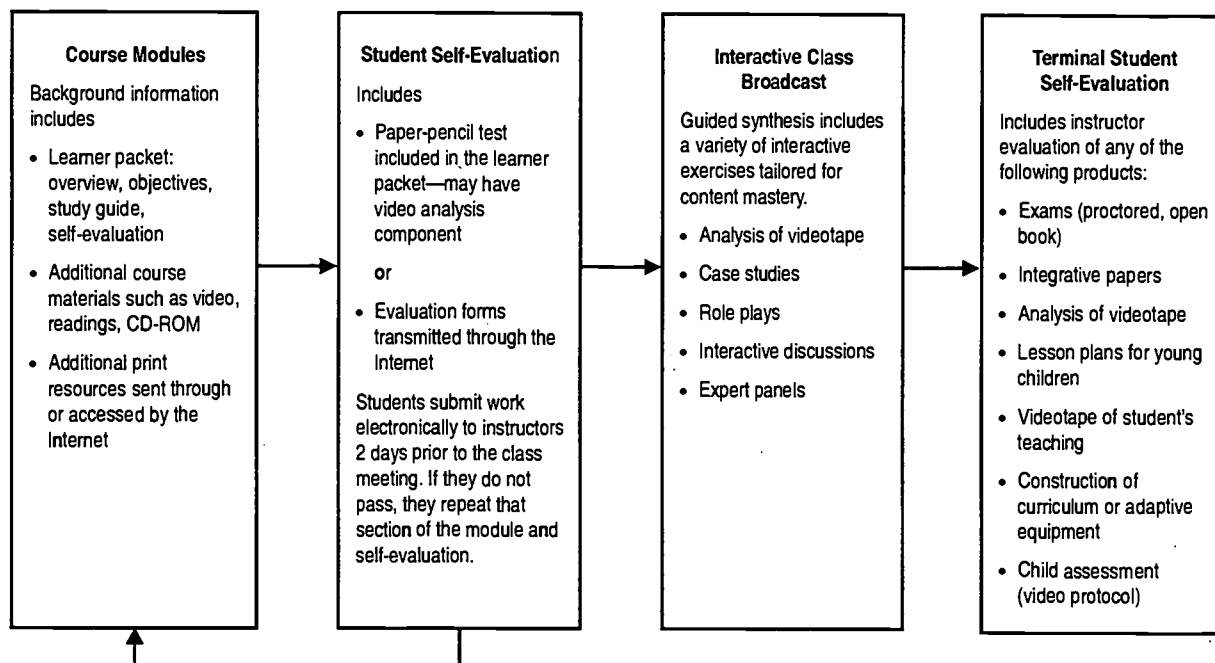 Course Modules
Background information
includes
• Learner packet:
overview, objectives,
study guide,
self-evaluation
• Additional course
materials such as video,
readings, CD-ROM
• Additional print
resources sent through
or accessed by the
Internet
Student Self-Evaluation
Includes
• Paper-pencil test
included in the learner
packet—may have
video analysis
component
or
• Evaluation forms
transmitted through the
Internet
Students submit work
electronically to instructors
2 days prior to the class
meeting. If they do not
pass, they repeat that
section of the module and
self-evaluation.
Interactive Class
Broadcast
Guided synthesis includes
a variety of interactive
exercises tailored for
content mastery.
• Analysis of videotape
• Case studies
• Role plays
• Interactive discussions
• Expert panels
Terminal Student
Self-Evaluation
Includes instructor
evaluation of any of the
following products:
• Exams (proctored, open
book)
• Integrative papers
• Analysis of videotape
• Lesson plans for young
children
• Videotape of student's
teaching
• Construction of
curriculum or adaptive
equipment
• Child assessment
(video protocol)